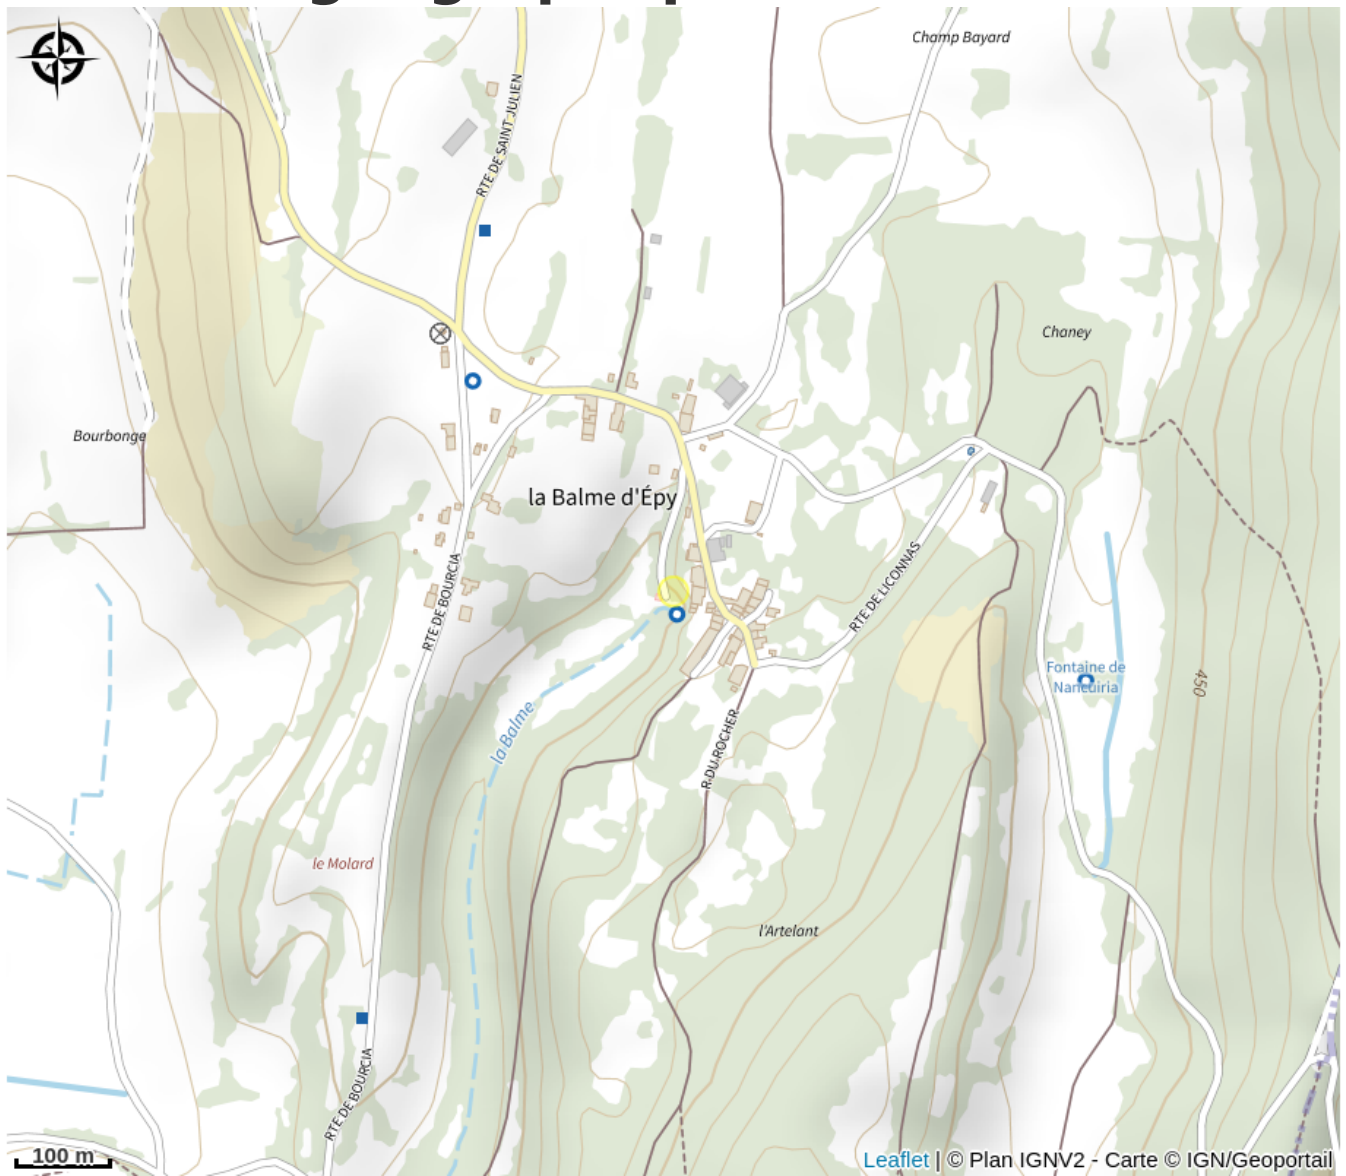 Champ Bayard
RTE DE SAINT JULIEN
Chaney
Bourbonge
la Balme d'Épy
RTE DE BOURCIA
RTE DE LICONNAS
Fontaine de
Nancuiria
450
la Balme
R DU ROCHER
le Molard
l'Artelant
RTE DE BOURCIA
100 m
Leaflet | © Plan IGNV2 - Carte © IGN/Geoportail